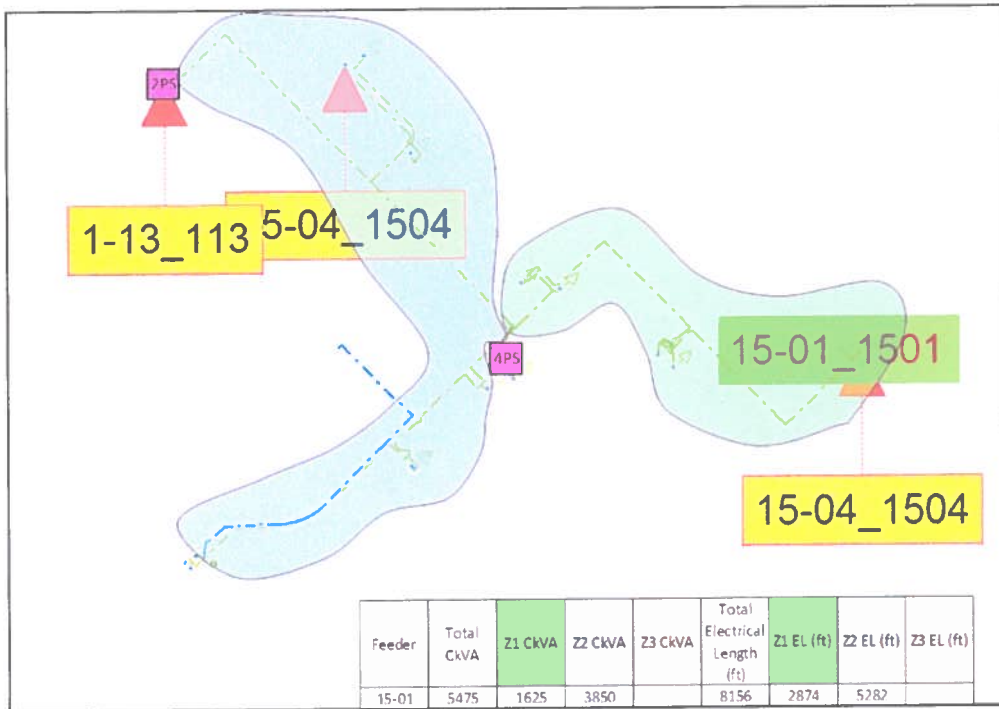 2PS
1-13_113
5-04_1504
4PS
15-01_1501
15-04_1504
Feeder Total CkVA Z1 CkVA Z2 CkVA Z3 CkVA Total Electrical Length (ft) Z1 EL (ft) Z2 EL (ft) Z3 EL (ft)
15-01 5475 1625 3850 8156 2874 5282